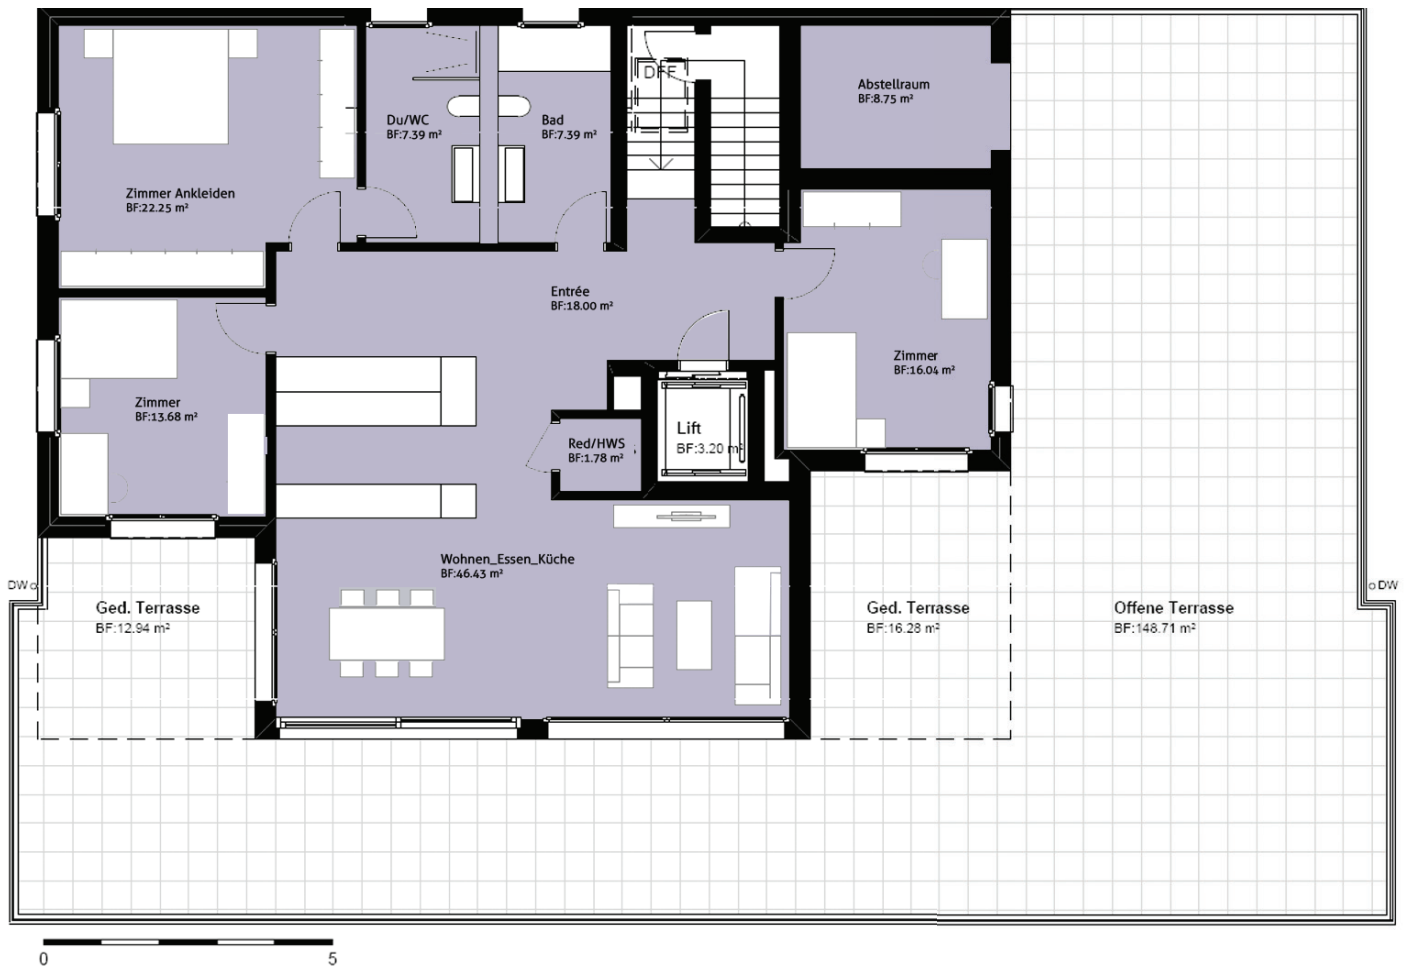 DFF
Abstellraum
BF:8.75 m²
Du/WC
BF:7.39 m²
Bad
BF:7.39 m²
Zimmer Ankleiden
BF:22.25 m²
Entrée
BF:18.00 m²
Zimmer
BF:16.04 m²
Zimmer
BF:13.68 m²
Lift
BF:3.20 m²
Red/HWS
BF:1.78 m²
Wohnen_Essen_Küche
BF:46.43 m²
DW
DW
Ged. Terrasse
BF:12.94 m²
Ged. Terrasse
BF:16.28 m²
Offene Terrasse
BF:148.71 m²
0
5